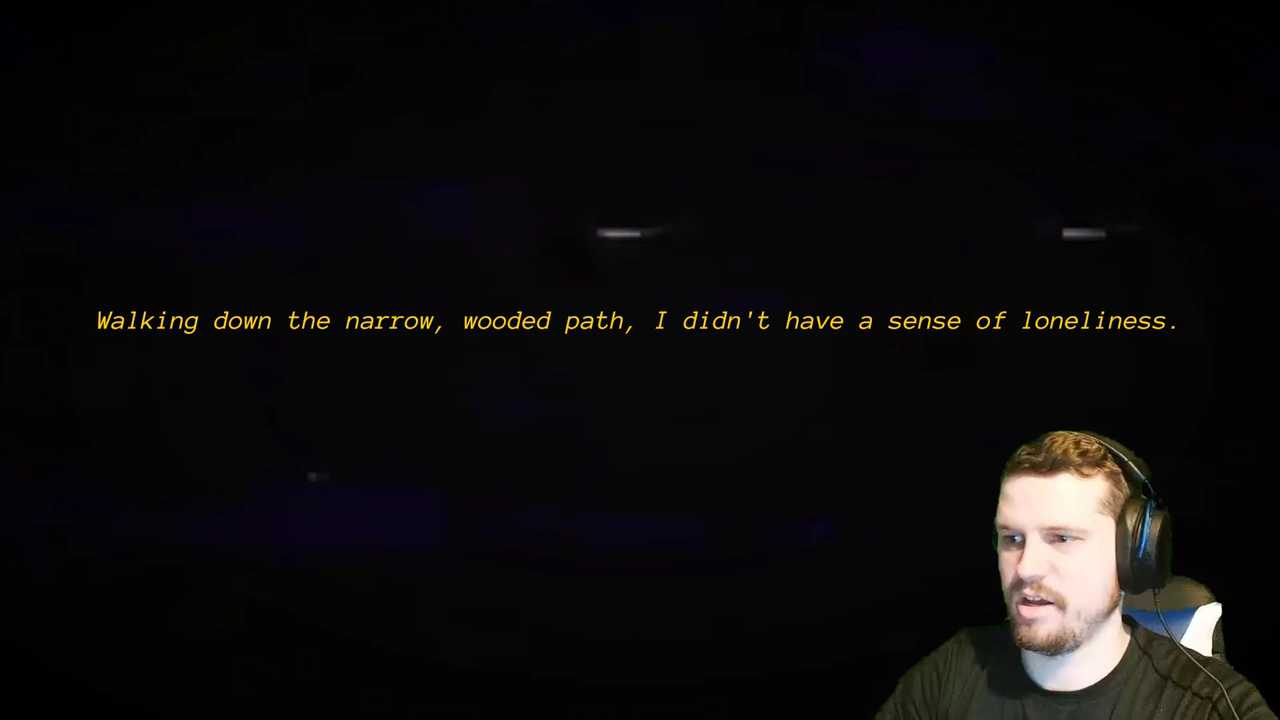 Walking down the narrow, wooded path, I didn't have a sense of loneliness.